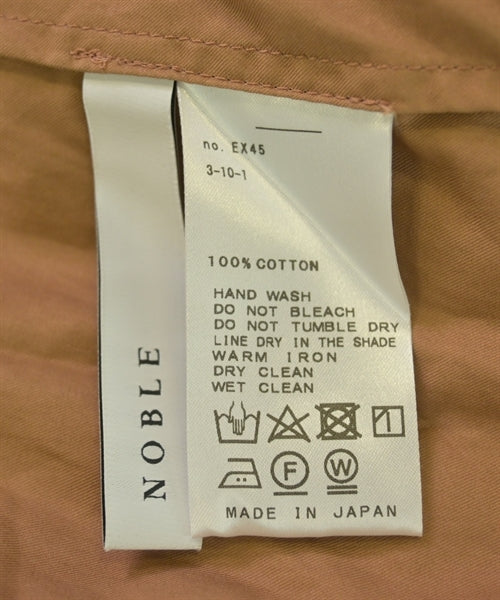 no. EX45
3-10-1
100% COTTON
HAND WASH
DO NOT BLEACH
DO NOT TUMBLE DRY
LINE DRY IN THE SHADE
WARM IRON
DRY CLEAN
WET CLEAN
F
W
MADE IN JAPAN
NOBLE